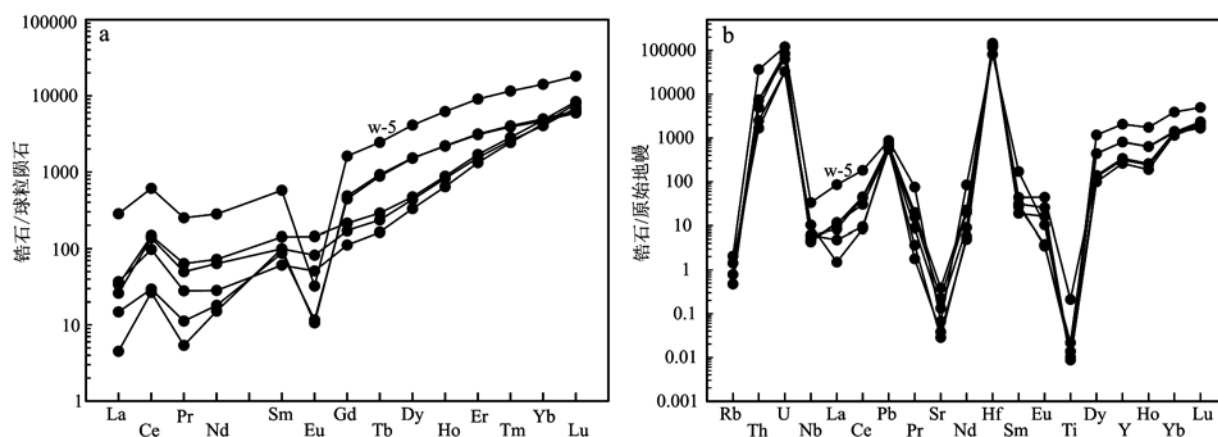 a
锆石/球粒陨石
100000
10000
1000
100
10
1
w-5
La Ce Pr Nd Sm Eu Gd Tb Dy Ho Er Tm Yb Lu
b
锆石/原始地幔
100000
10000
1000
100
10
1
0.1
0.01
0.001
w-5
Rb Th U Nb La Ce Pb Pr Sr Nd Hf Sm Eu Ti Dy Y Ho Yb Lu